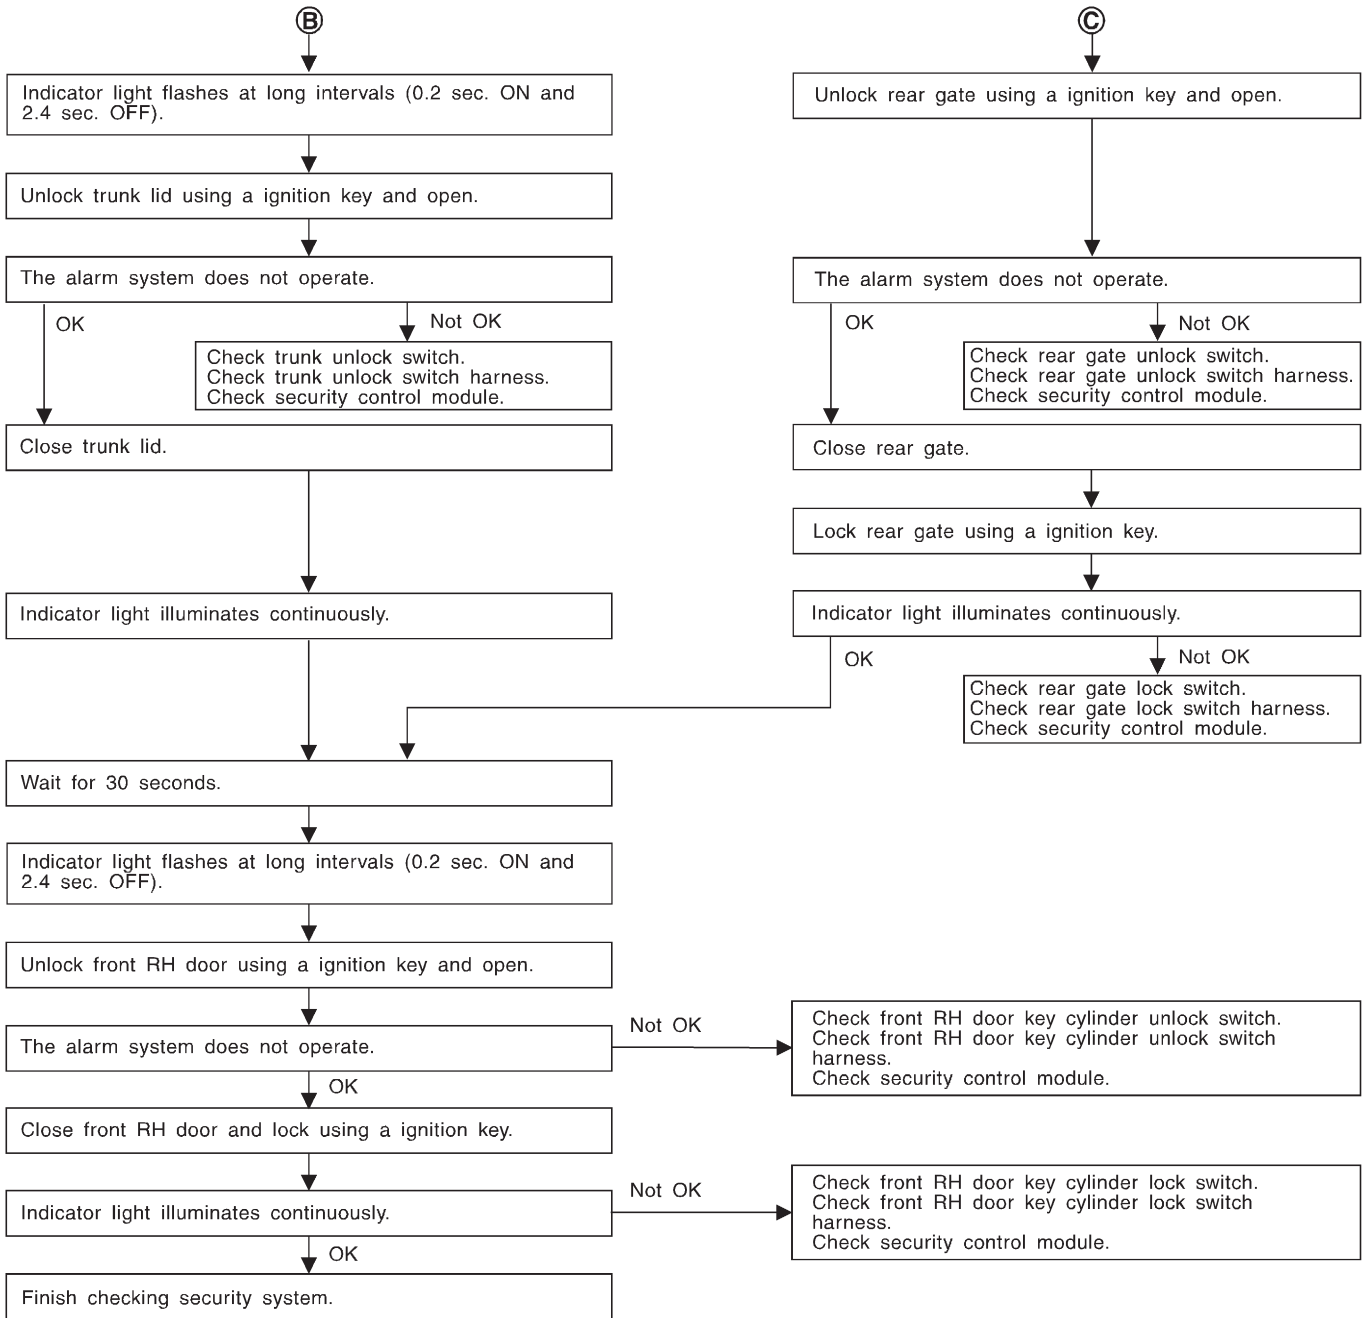 B
Indicator light flashes at long intervals (0.2 sec. ON and
2.4 sec. OFF).
Unlock trunk lid using a ignition key and open.
The alarm system does not operate.
OK
Not OK
Check trunk unlock switch.
Check trunk unlock switch harness.
Check security control module.
Close trunk lid.
Indicator light illuminates continuously.
C
Unlock rear gate using a ignition key and open.
The alarm system does not operate.
OK
Not OK
Check rear gate unlock switch.
Check rear gate unlock switch harness.
Check security control module.
Close rear gate.
Lock rear gate using a ignition key.
Indicator light illuminates continuously.
OK
Not OK
Check rear gate lock switch.
Check rear gate lock switch harness.
Check security control module.
Wait for 30 seconds.
Indicator light flashes at long intervals (0.2 sec. ON and
2.4 sec. OFF).
Unlock front RH door using a ignition key and open.
The alarm system does not operate.
Not OK
Check front RH door key cylinder unlock switch.
Check front RH door key cylinder unlock switch
harness.
Check security control module.
OK
Close front RH door and lock using a ignition key.
Indicator light illuminates continuously.
Not OK
Check front RH door key cylinder lock switch.
Check front RH door key cylinder lock switch
harness.
Check security control module.
OK
Finish checking security system.